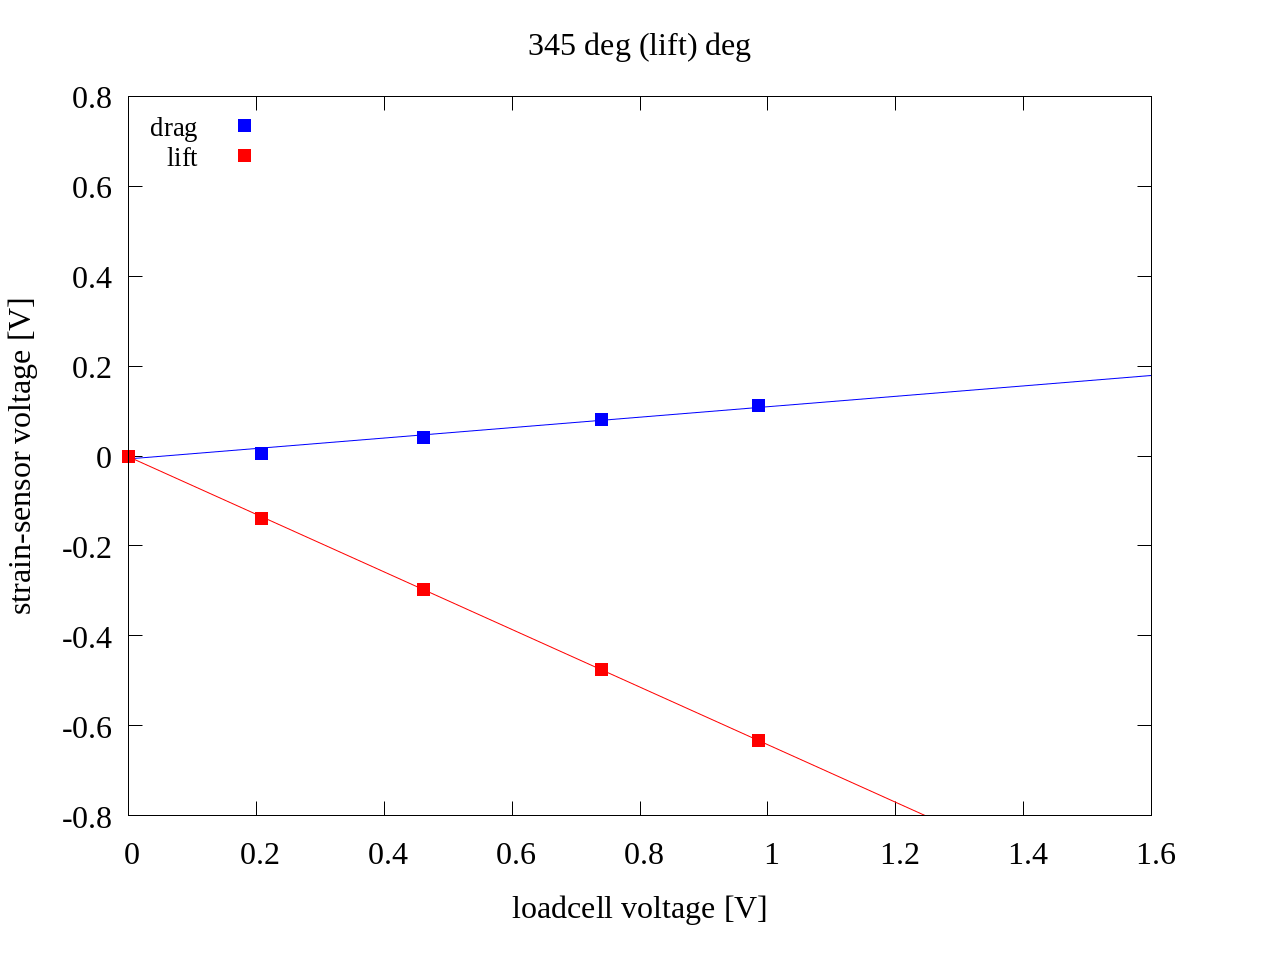 345 deg (lift) deg
drag
lift
0.8
0.6
0.4
0.2
0
-0.2
-0.4
-0.6
-0.8
strain-sensor voltage [V]
0 0.2 0.4 0.6 0.8 1 1.2 1.4 1.6
loadcell voltage [V]